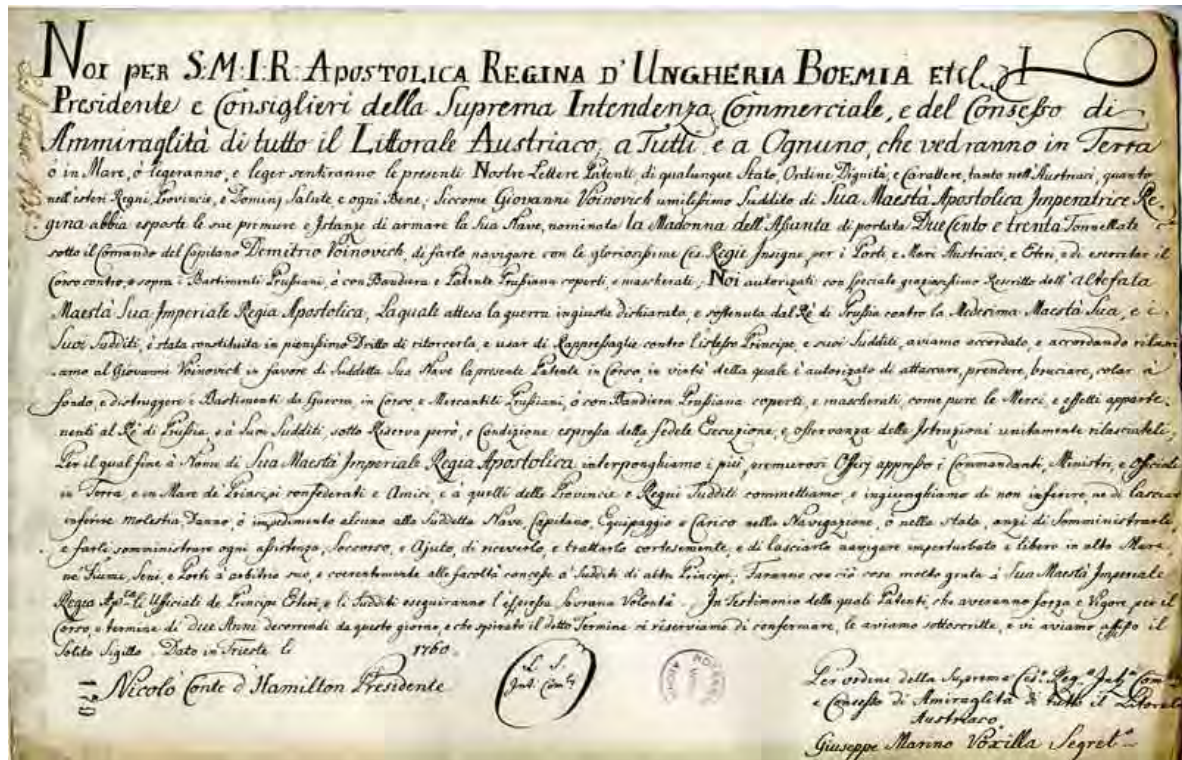 Noi per S:M:I:R: Apostolica Regina d'Ungheria Boemia etc
Presidente e Consiglieri della Suprema Intendenza Commerciale, e del Consesso di
Ammiraglità di tutto il Littorale Austriaco, a Tutti, e a Ognuno, che vedranno in Terra
ò in Mare, ò legeranno, e leger sentiranno le presenti Nostre Lettere Patenti, di qualunque Stato, Ordine Dignità, e Carattere, tanto nell'Austriaci, quanto
nell'esteri Regni, Provincie, e Dominj Salute e ogni Bene; Siccome Giovanni Voinovich umilissimo Suddito di Sua Maestà Apostolica Imperatrice Re-
gina abbia esposte le sue premure e Istanze di armare la Sua Nave, nominata la Madonna dell'Assunta di portata Due Cento e trenta Tonnellate
sotto il Comando del Capitano Demetrio Voinovich di farlo navigare con le gloriosissime Ces. Regie Insegne, per i Porti e Mari Austriaci, e Esteri, e di esercitar il
Corso contro, e sopra i Bastimenti Prussiani, ò con Bandiera e Patente Prussiana coperti, e mascherati; Noi autorizati con speciale graziosissimo Rescritto dell'altefata
Maestà Sua Imperiale Regia Apostolica, La quale attesa la guerra ingiusta dichiarata, e sostenuta dal Rè di Prussia contro la Medesima Maestà Sua, e i
Suoi Sudditi, è stata constituita in pienissimo Dritto di ritorcerla, e usar di Rappressaglie contro l'istesso Principe, e suoi Sudditi, aviamo accordato, e accordando rilasci
-amo al Giovanni Voinovich in favore di Suddetta Sua Nave la presente Patente in Corso, in virtù della quale è autorizato di attaccare, prendere, bruciare, colar à
fondo, e distruggere i Bastimenti da Guerra, in Corso, e Mercantili Prussiani, ò con Bandiera Prussiana coperti, e mascherati, come pure le Merci, e effetti apparte-
nenti al Rè di Prussia, e à Suoi Sudditi, sotto Riserva però, e Condizione espressa della fedele Esecuzione, e osservanza delle Istruzioni unitamente rilasciateli;
Per il qual fine à Nome di Sua Maestà Imperiale Regia Apostolica interponghiamo i più premurosi Officj appresso i Commandanti, Ministri, e Officiali
in Terra, e in Mare de' Principi confederati e Amici, e à quelli delle Provincie e Regni Sudditi commettiamo, e ingiunghiamo di non inferire, ne di lasciar
inferire molestia, Danno, ò impedimento alcuno alla Suddetta Nave, Capitano, Equipaggio e Carico nella Navigazione, ò nella stata, anzi di Somministrarle,
e farli somministrare ogni assistenza, Soccorso, e Ajuto, di riceverlo, e trattarlo cortesemente, e di lasciarlo navigare imperturbato e libero in alto Mare,
ne' Fiumi, Seni, e Porti à arbitrio suo, e coerentemente alle facoltà concesse a' Sudditi di altri Principi; Faranno con ciò cosa molto grata à Sua Maestà Imperiale
Regia Ap.ca li Ufficiali de Principi Esteri, e li Sudditi eseguiranno l'espressa Sovrana Volontà. In Testimonio delle quali Patenti, che averanno forza e Vigore per il
Corso, e termine di due Anni decorrendi da questo giorno, e che spirato il detto Termine ci riserviamo di confermare, le aviamo sottoscritte, e vi aviamo affisso il
Solito Sigillo. Dato in Trieste li 1760.
Nicolo Conte d'Hamilton Presidente
L. S.
Int. Com.
Per ordine della Suprema Ces.a Reg.a Int.a Com
e Consesso di Amiraglità di tutto il Litorale
Austriaco
Giuseppe Marino Voxilla Segret.o